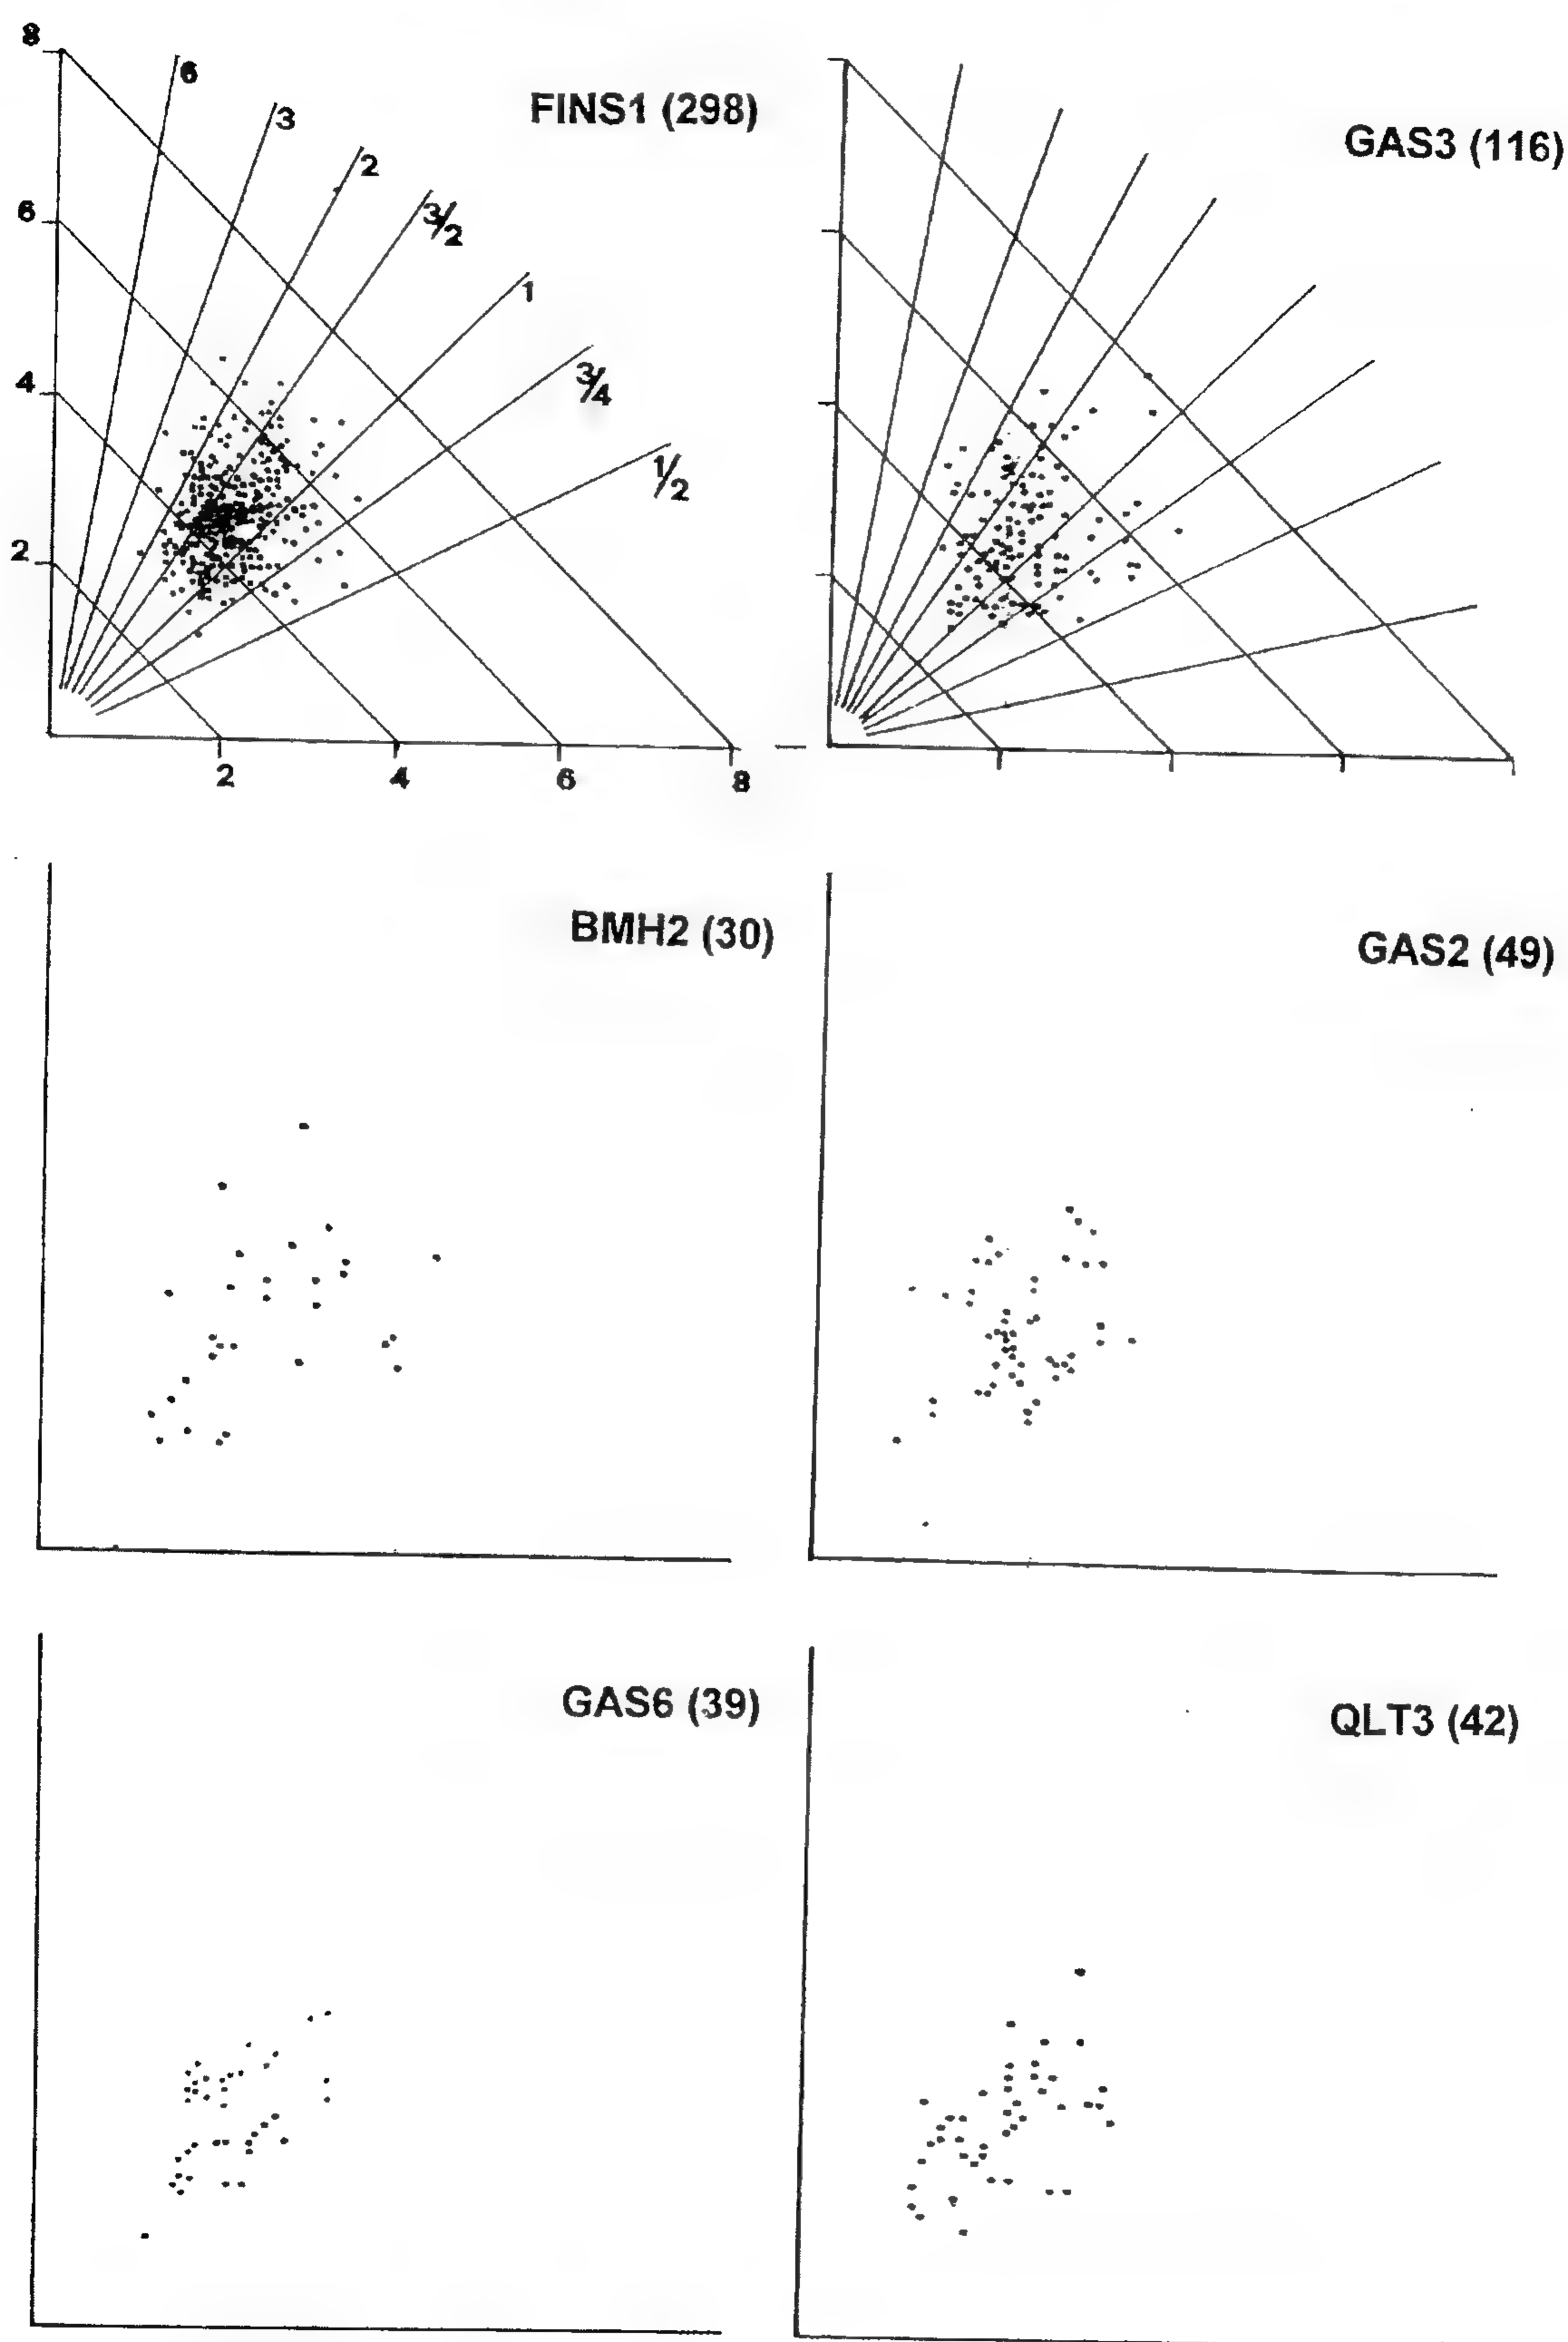 8
6
3
FINS1 (298)
GAS3 (116)
2
6
3/2
1
3/4
4
1/2
2
2
4
6
8
BMH2 (30)
GAS2 (49)
GAS6 (39)
QLT3 (42)